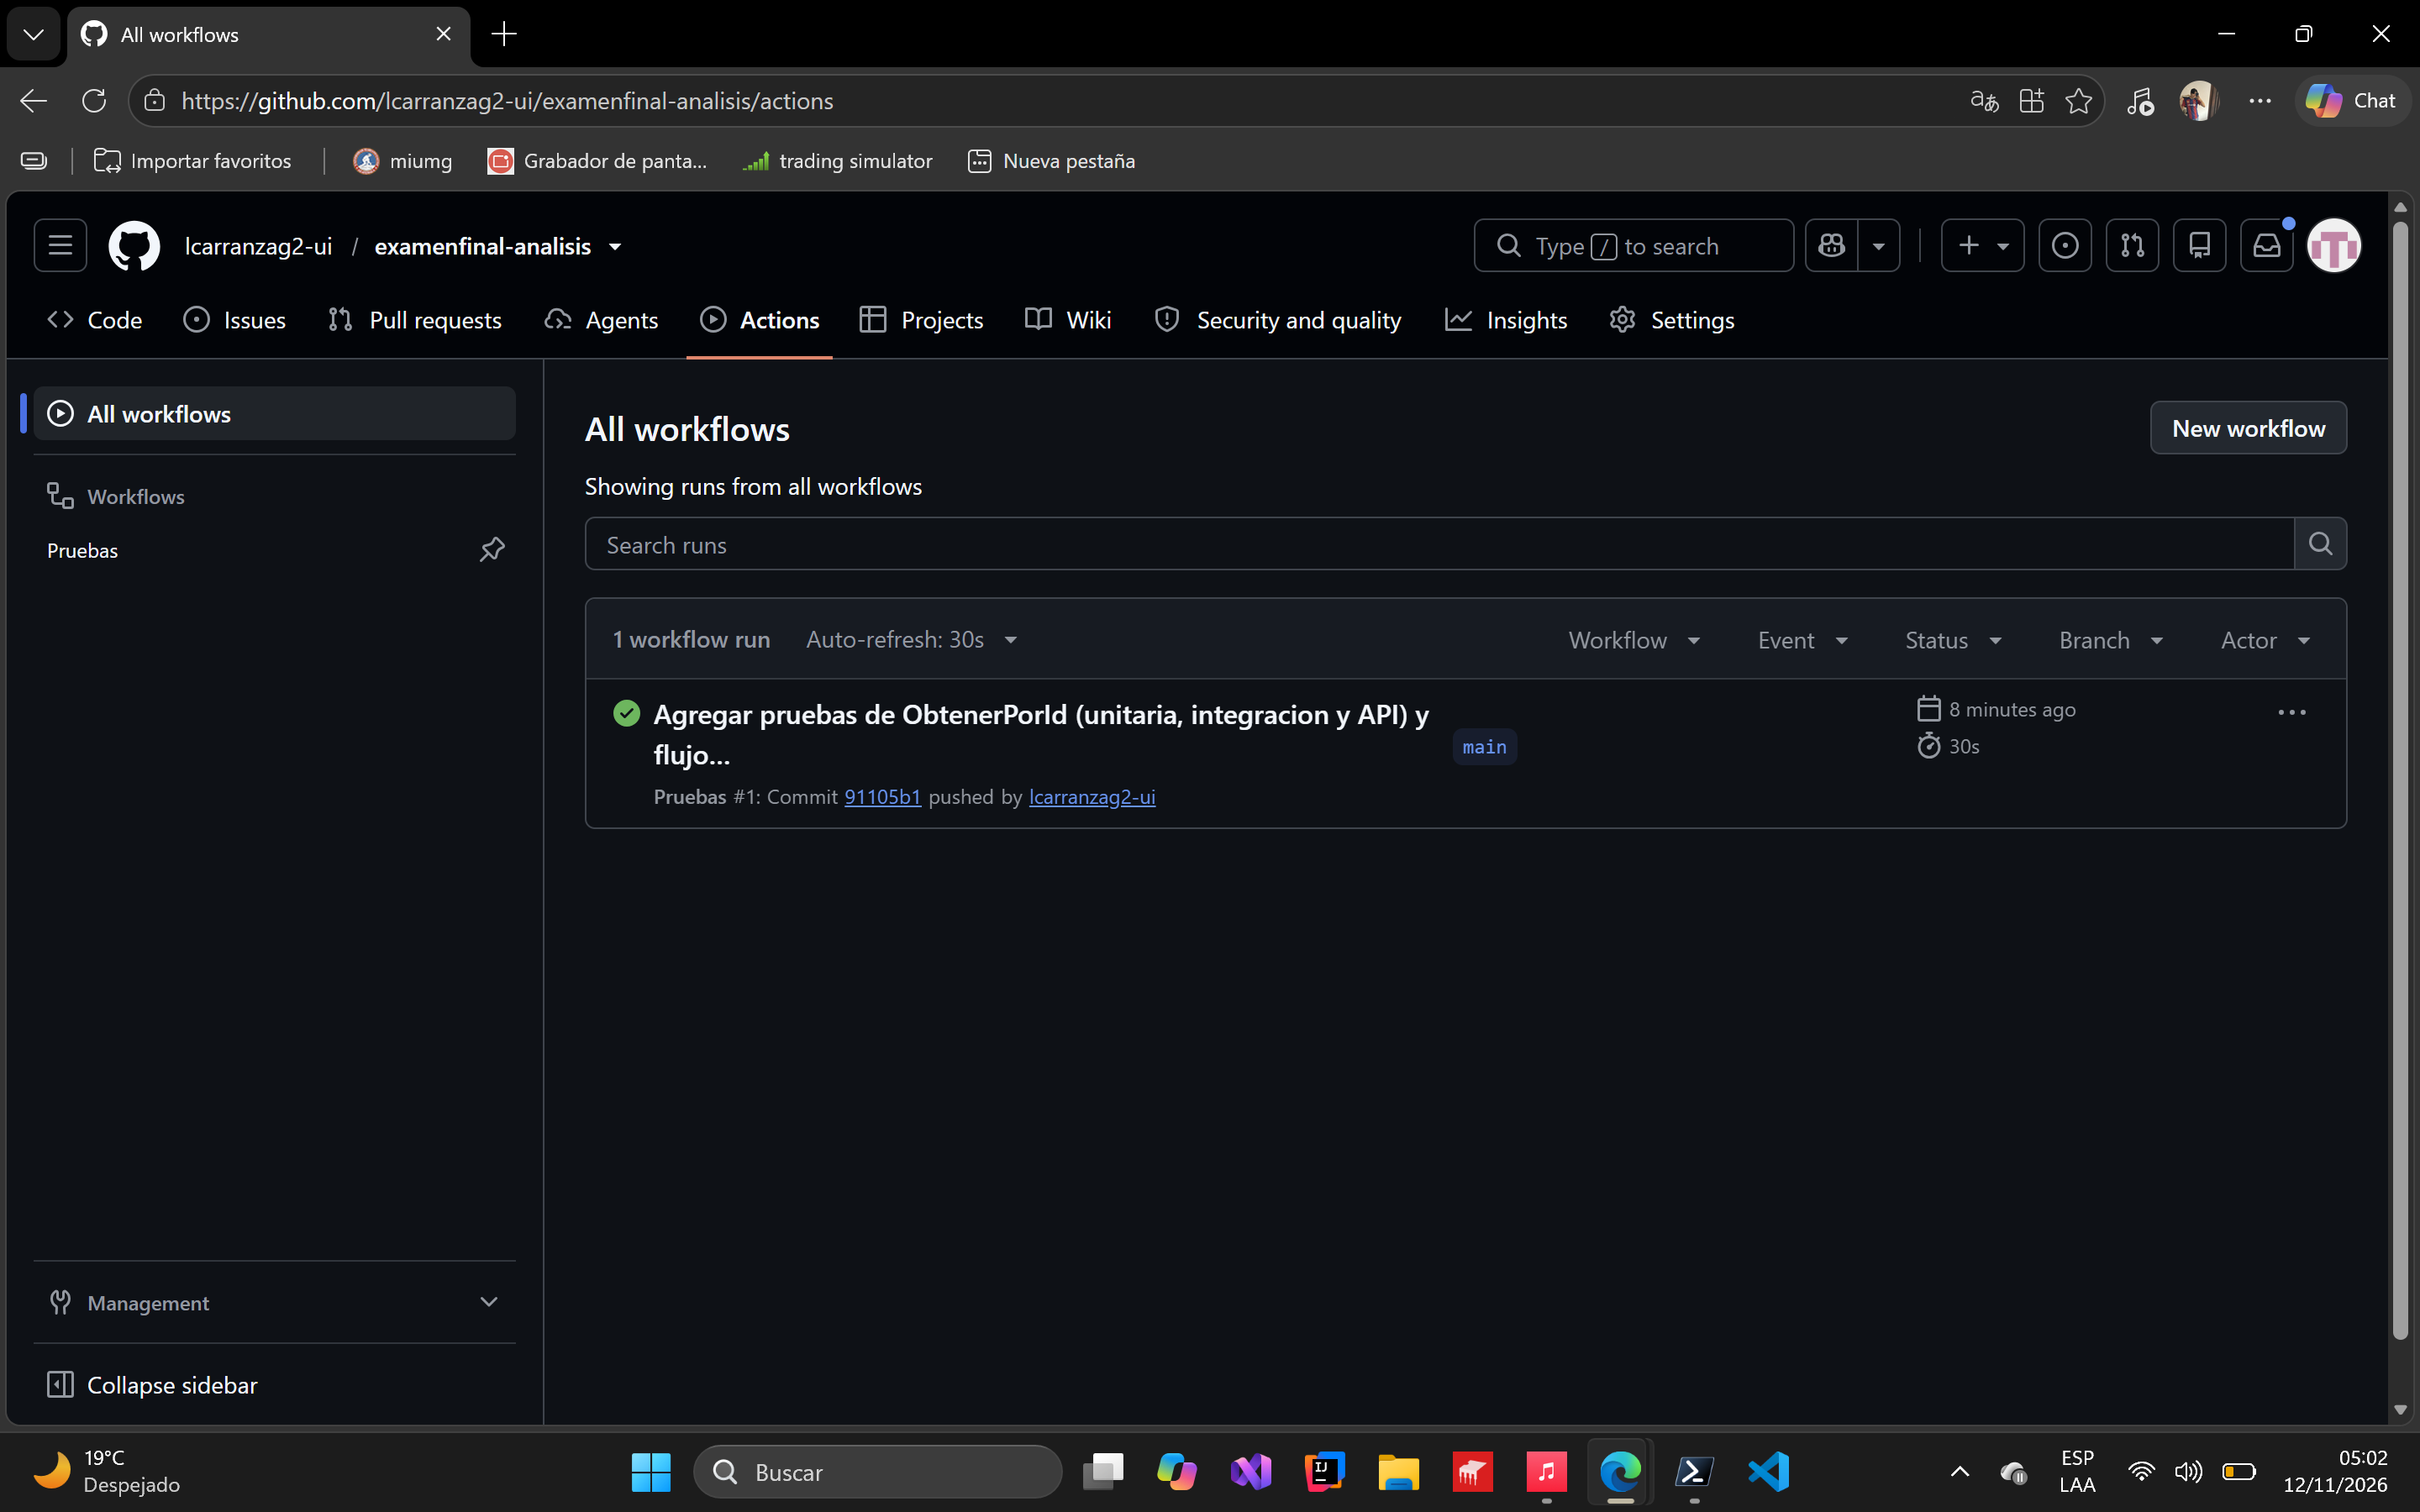 All workflows
https://github.com/lcarranzag2-ui/examenfinal-analisis/actions
Chat
Importar favoritos
miumg
Grabador de panta...
trading simulator
Nueva pestaña
lcarranzag2-ui / examenfinal-analisis
Type / to search
Code
Issues
Pull requests
Agents
Actions
Projects
Wiki
Security and quality
Insights
Settings
All workflows
Workflows
Pruebas
Management
Collapse sidebar
All workflows
New workflow
Showing runs from all workflows
Search runs
1 workflow run
Auto-refresh: 30s
Workflow
Event
Status
Branch
Actor
Agregar pruebas de ObtenerPorId (unitaria, integracion y API) y
flujo...
main
8 minutes ago
30s
Pruebas #1: Commit 91105b1 pushed by lcarranzag2-ui
19°C
Despejado
Buscar
IJ
ESP
LAA
05:02
12/11/2026